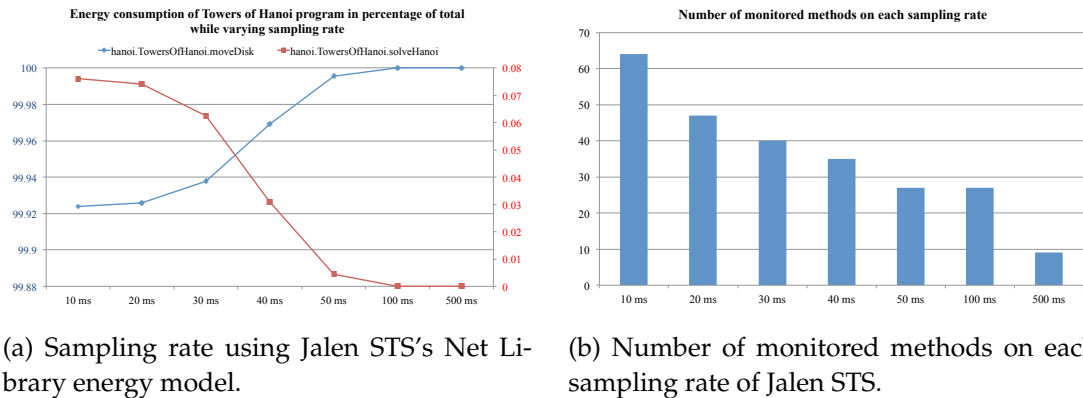 Energy consumption of Towers of Hanoi program in percentage of total
while varying sampling rate
hanoi.TowersOfHanoi.moveDisk
hanoi.TowersOfHanoi.solveHanoi
100
99.98
99.96
99.94
99.92
99.9
99.88
0.08
0.07
0.06
0.05
0.04
0.03
0.02
0.01
0
10 ms
20 ms
30 ms
40 ms
50 ms
100 ms
500 ms
(a) Sampling rate using Jalen STS's Net Li-
brary energy model.
Number of monitored methods on each sampling rate
70
60
50
40
30
20
10
0
10 ms
20 ms
30 ms
40 ms
50 ms
100 ms
500 ms
(b) Number of monitored methods on each
sampling rate of Jalen STS.